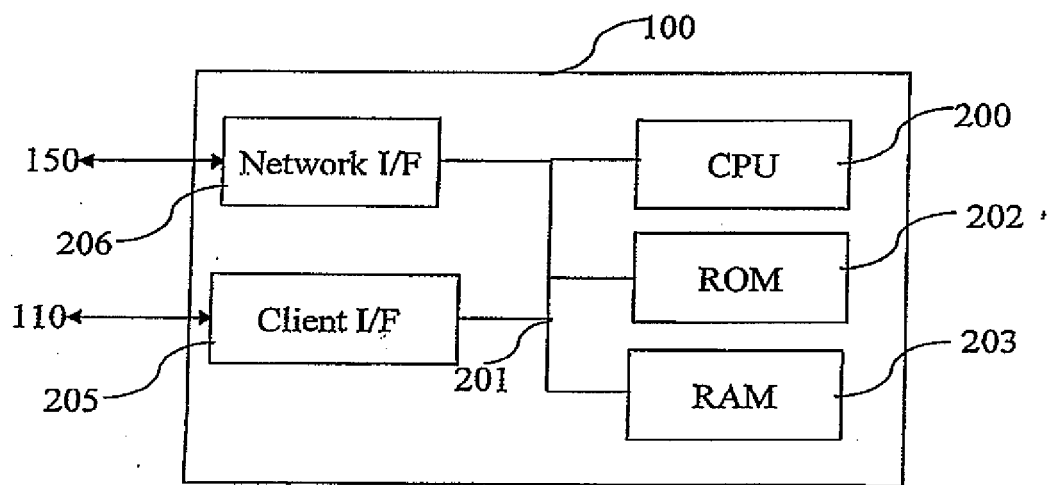 100
150
Network I/F
CPU
200
206
202
110
Client I/F
ROM
201
203
205
RAM